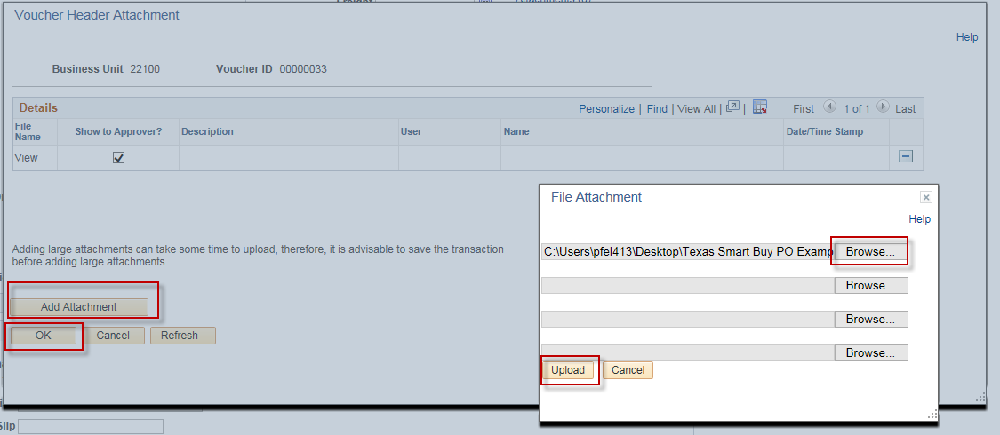 Voucher Header Attachment
Help
Business Unit 22100 Voucher ID 00000033
Details Personalize | Find | View All | | First 1 of 1 Last
File Name Show to Approver? Description User Name Date/Time Stamp
View
File Attachment
Help
Adding large attachments can take some time to upload, therefore, it is advisable to save the transaction
before adding large attachments.
C:\Users\pfel413\Desktop\Texas Smart Buy PO Examp Browse...
Browse...
Add Attachment
Browse...
OK Cancel Refresh
Browse...
Upload Cancel
Slip